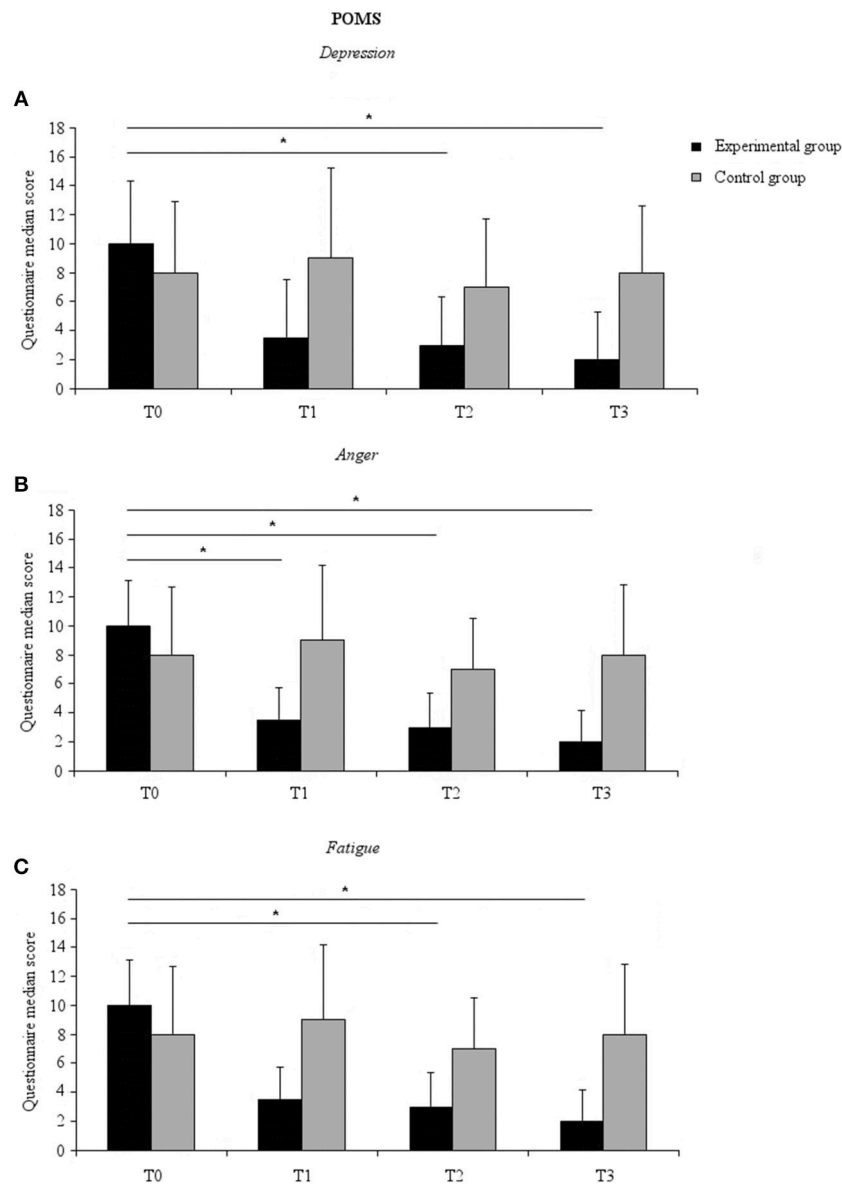 POMS
Depression
A
*
*
18
16
14
12
10
8
6
4
2
0
Questionnaire median score
T0 T1 T2 T3
Experimental group
Control group
Anger
B
*
*
*
18
16
14
12
10
8
6
4
2
0
Questionnaire median score
T0 T1 T2 T3
Fatigue
C
*
*
18
16
14
12
10
8
6
4
2
0
Questionnaire median score
T0 T1 T2 T3